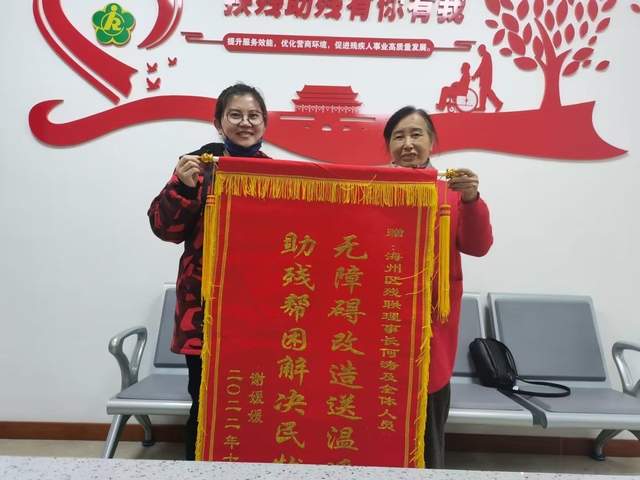 扶残助残有你有我
提升服务效能，优化营商环境，促进残疾人事业高质量发展。
赠：海州区残联理事长何涛及全体人员
无障碍改造送温
助残帮困解决民
谢媛媛
二〇二二年十